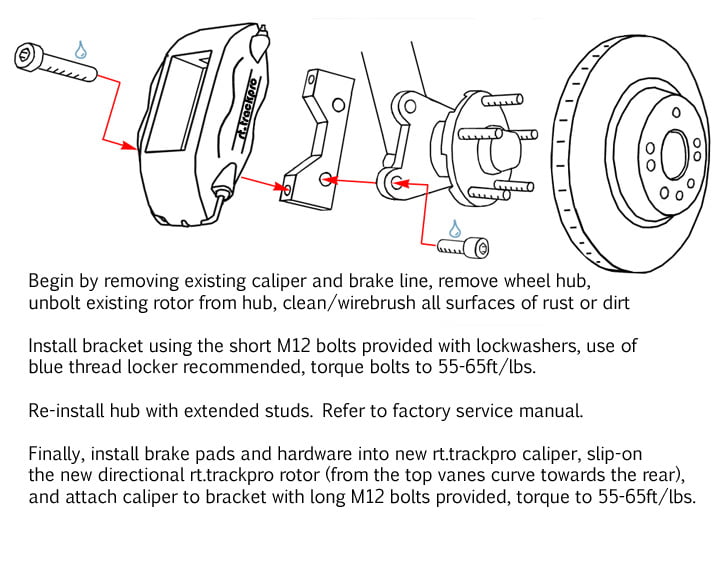 rt.trackpro
Begin by removing existing caliper and brake line, remove wheel hub,
unbolt existing rotor from hub, clean/wirebrush all surfaces of rust or dirt
Install bracket using the short M12 bolts provided with lockwashers, use of
blue thread locker recommended, torque bolts to 55-65ft/lbs.
Re-install hub with extended studs. Refer to factory service manual.
Finally, install brake pads and hardware into new rt.trackpro caliper, slip-on
the new directional rt.trackpro rotor (from the top vanes curve towards the rear),
and attach caliper to bracket with long M12 bolts provided, torque to 55-65ft/lbs.